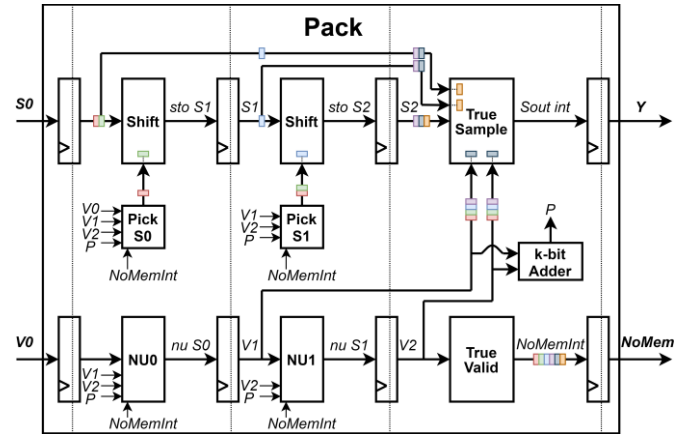 Pack
S0
Shift
sto S1
S1
Shift
sto S2
S2
True
Sample
Sout int
Y
V0
V1
V2
P
Pick
S0
NoMemInt
V1
V2
P
Pick
S1
NoMemInt
P
k-bit
Adder
V0
NU0
nu S0
V1
NU1
nu S1
V2
True
Valid
NoMemInt
NoMem
V1
V2
P
NoMemInt
V2
P
NoMemInt